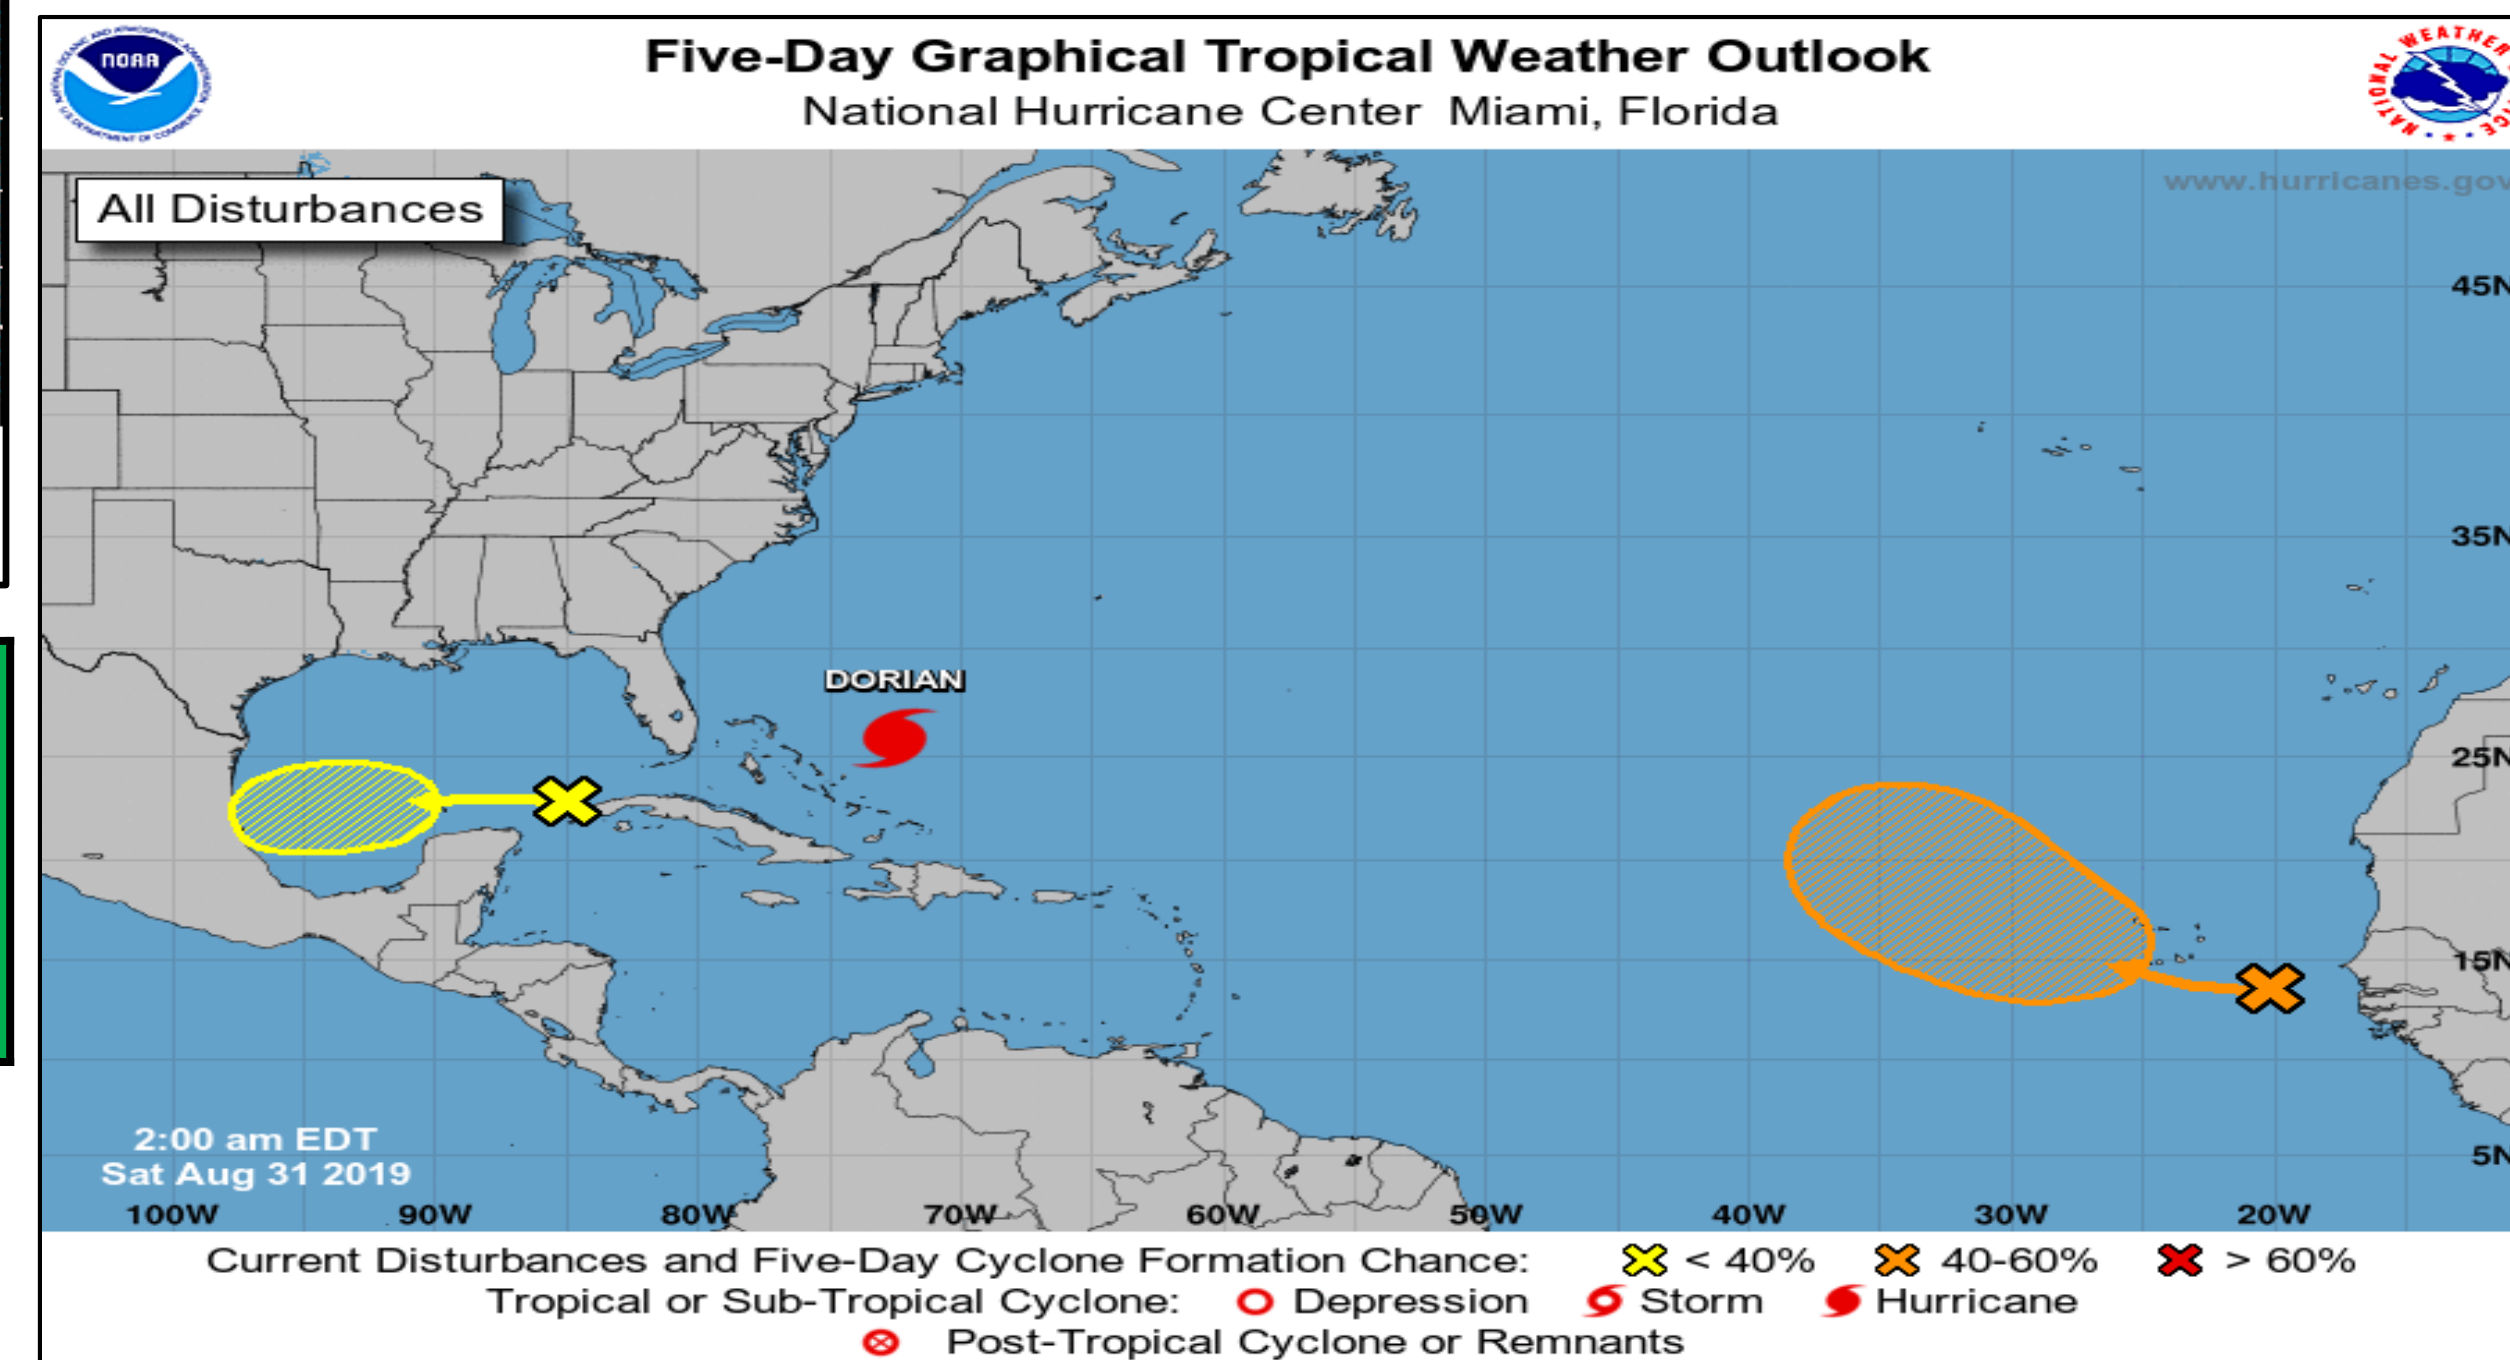 NOAA
Five-Day Graphical Tropical Weather Outlook
National Hurricane Center Miami, Florida
NATIONAL WEATHER
All Disturbances
www.hurricanes.gov
45N
35N
DORIAN
25N
15N
2:00 am EDT
Sat Aug 31 2019
5N
100W 90W 80W 70W 60W 50W 40W 30W 20W
Current Disturbances and Five-Day Cyclone Formation Chance: < 40% 40-60% > 60%
Tropical or Sub-Tropical Cyclone: Depression Storm Hurricane
Post-Tropical Cyclone or Remnants